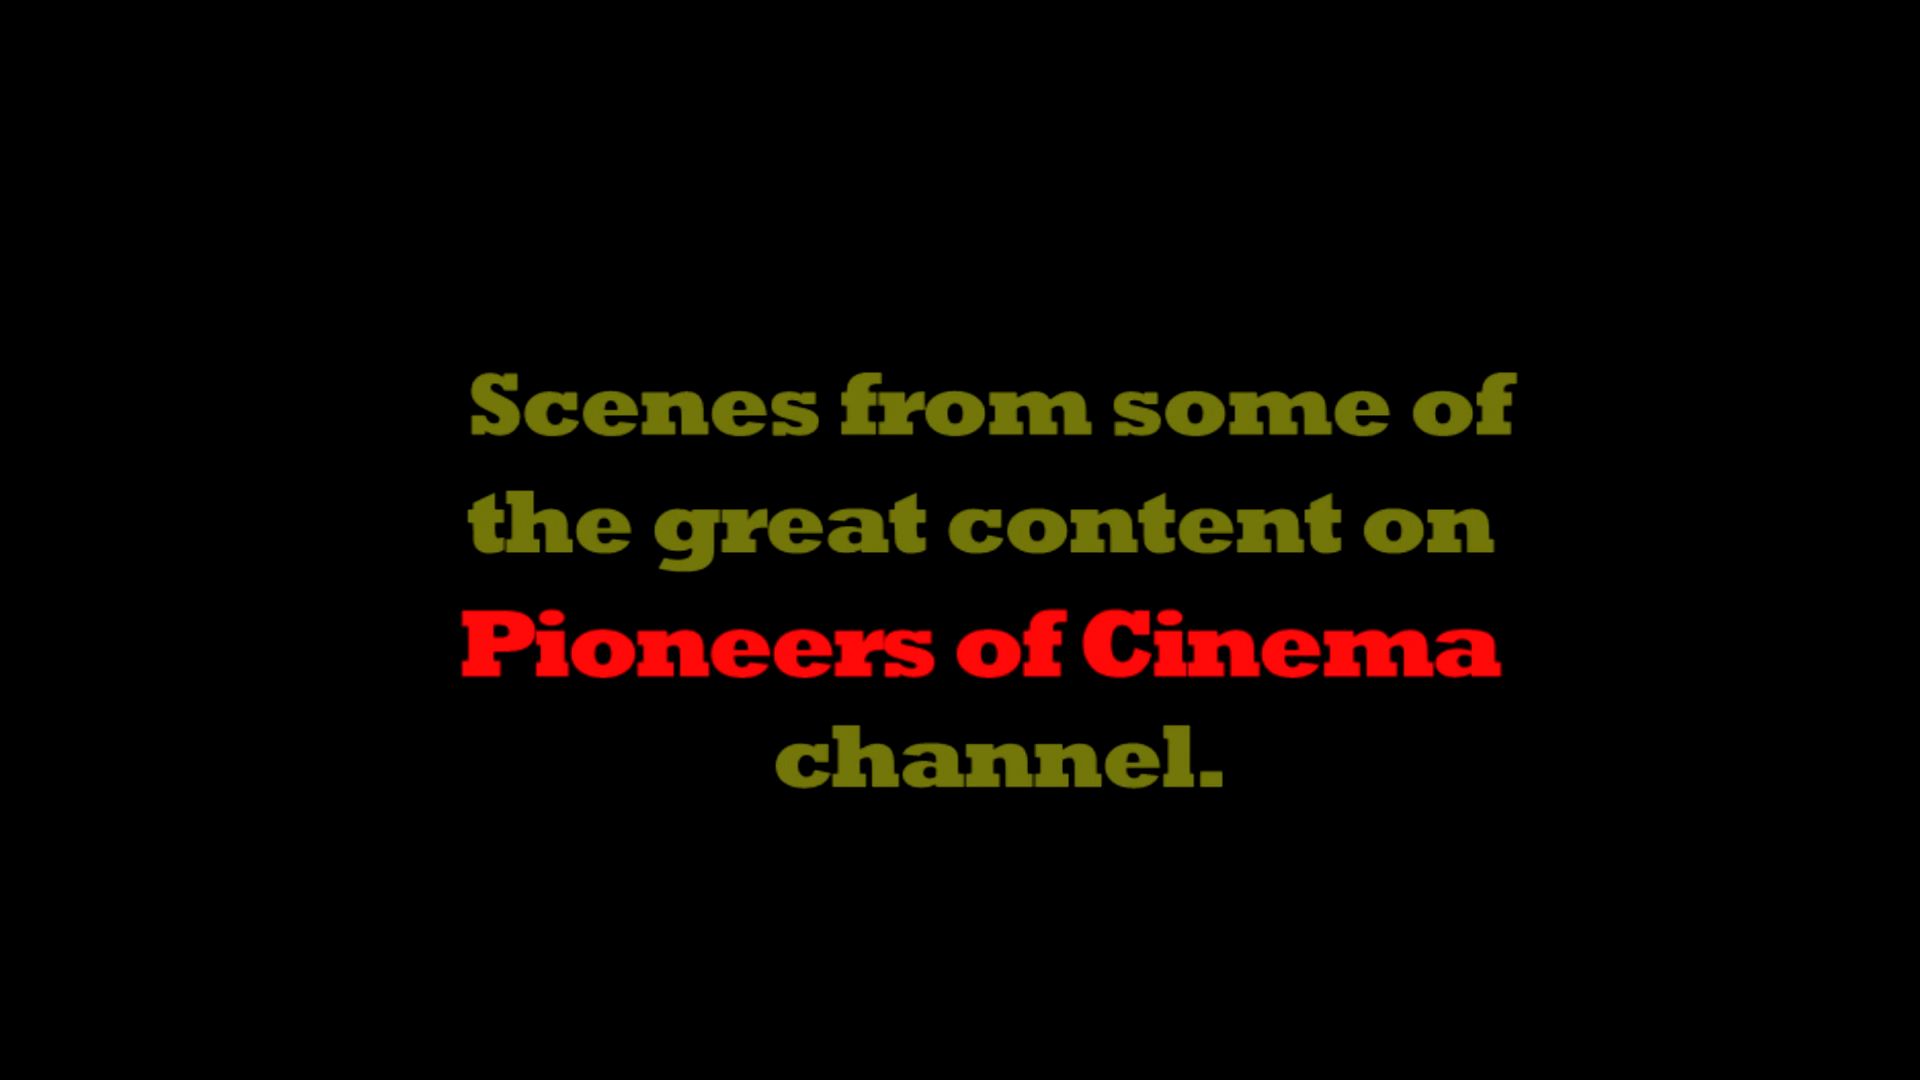 Scenes from some of
the great content on
Pioneers of Cinema
channel.